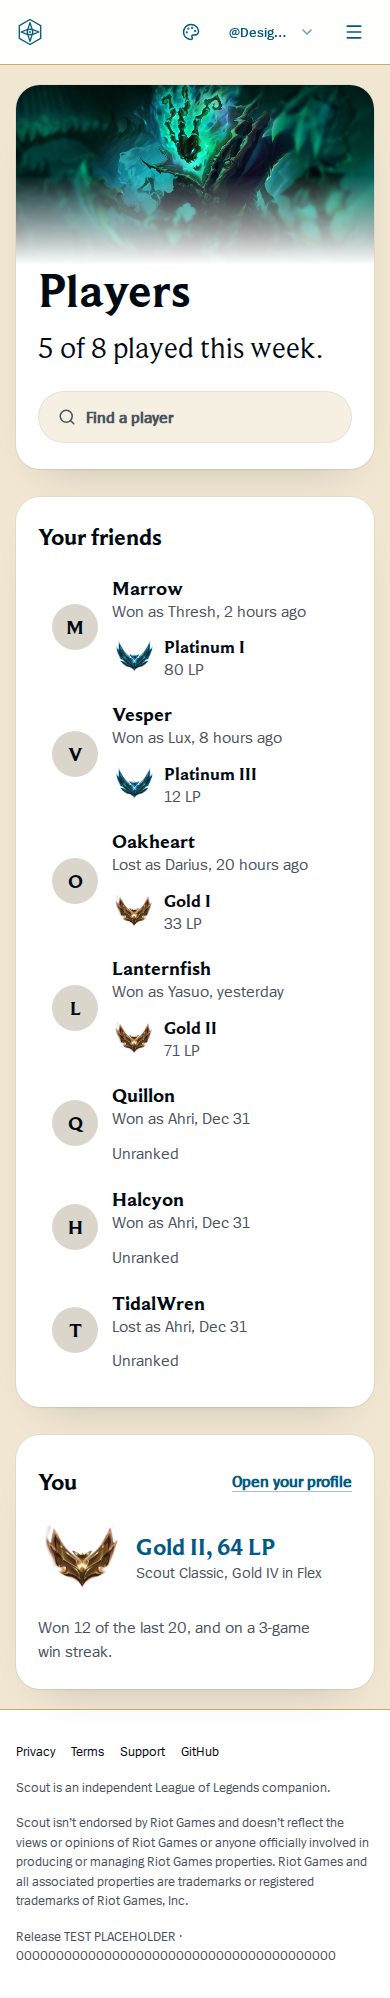 @Desig...
Players
5 of 8 played this week.
Find a player
Your friends
M
Marrow
Won as Thresh, 2 hours ago
Platinum I
80 LP
V
Vesper
Won as Lux, 8 hours ago
Platinum III
12 LP
O
Oakheart
Lost as Darius, 20 hours ago
Gold I
33 LP
L
Lanternfish
Won as Yasuo, yesterday
Gold II
71 LP
Q
Quillon
Won as Ahri, Dec 31
Unranked
H
Halcyon
Won as Ahri, Dec 31
Unranked
T
TidalWren
Lost as Ahri, Dec 31
Unranked
You
Open your profile
Gold II, 64 LP
Scout Classic, Gold IV in Flex
Won 12 of the last 20, and on a 3-game
win streak.
Privacy Terms Support GitHub
Scout is an independent League of Legends companion.
Scout isn't endorsed by Riot Games and doesn't reflect the
views or opinions of Riot Games or anyone officially involved in
producing or managing Riot Games properties. Riot Games and
all associated properties are trademarks or registered
trademarks of Riot Games, Inc.
Release TEST PLACEHOLDER ·
0000000000000000000000000000000000000000